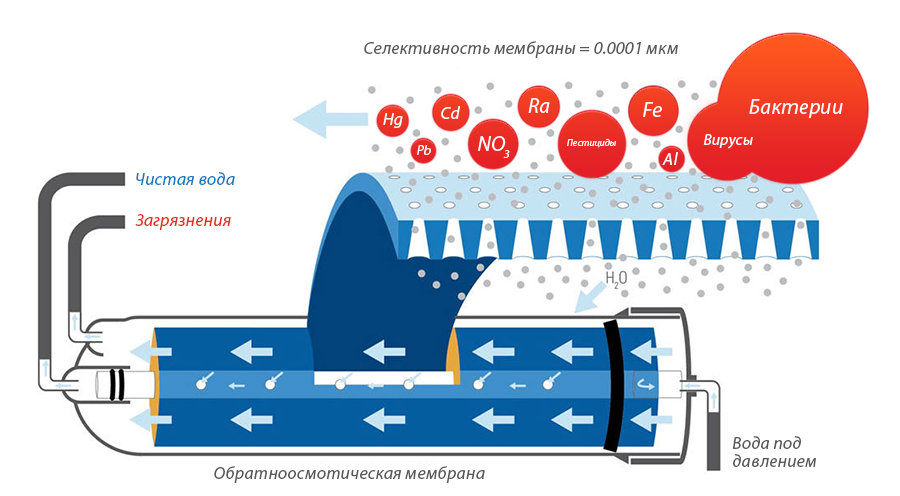 Селективность мембраны = 0.0001 мкм
Hg
Pb
Cd
NO3
Ra
Пестициды
Fe
Al
Вирусы
Бактерии
Чистая вода
Загрязнения
H2O
Вода под
давлением
Обратноосмотическая мембрана